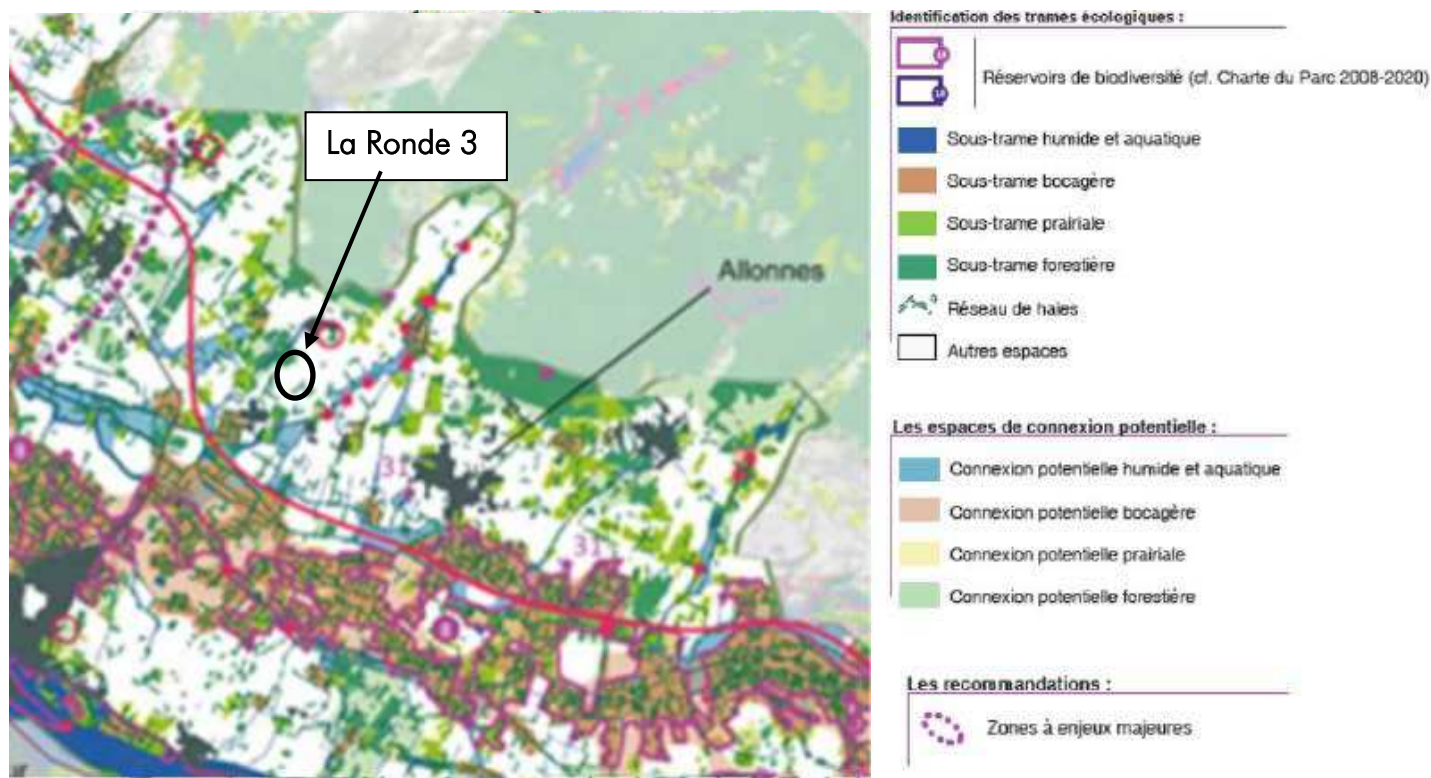 La Ronde 3
Allonnes
31
31
Identification des trames écologiques :
Réservoirs de biodiversité (cf. Charte du Parc 2008-2020)
Sous-trame humide et aquatique
Sous-trame bocagère
Sous-trame prairiale
Sous-trame forestière
Réseau de haies
Autres espaces
Les espaces de connexion potentielle :
Connexion potentielle humide et aquatique
Connexion potentielle bocagère
Connexion potentielle prairiale
Connexion potentielle forestière
Les recommandations :
Zones à enjeux majeures